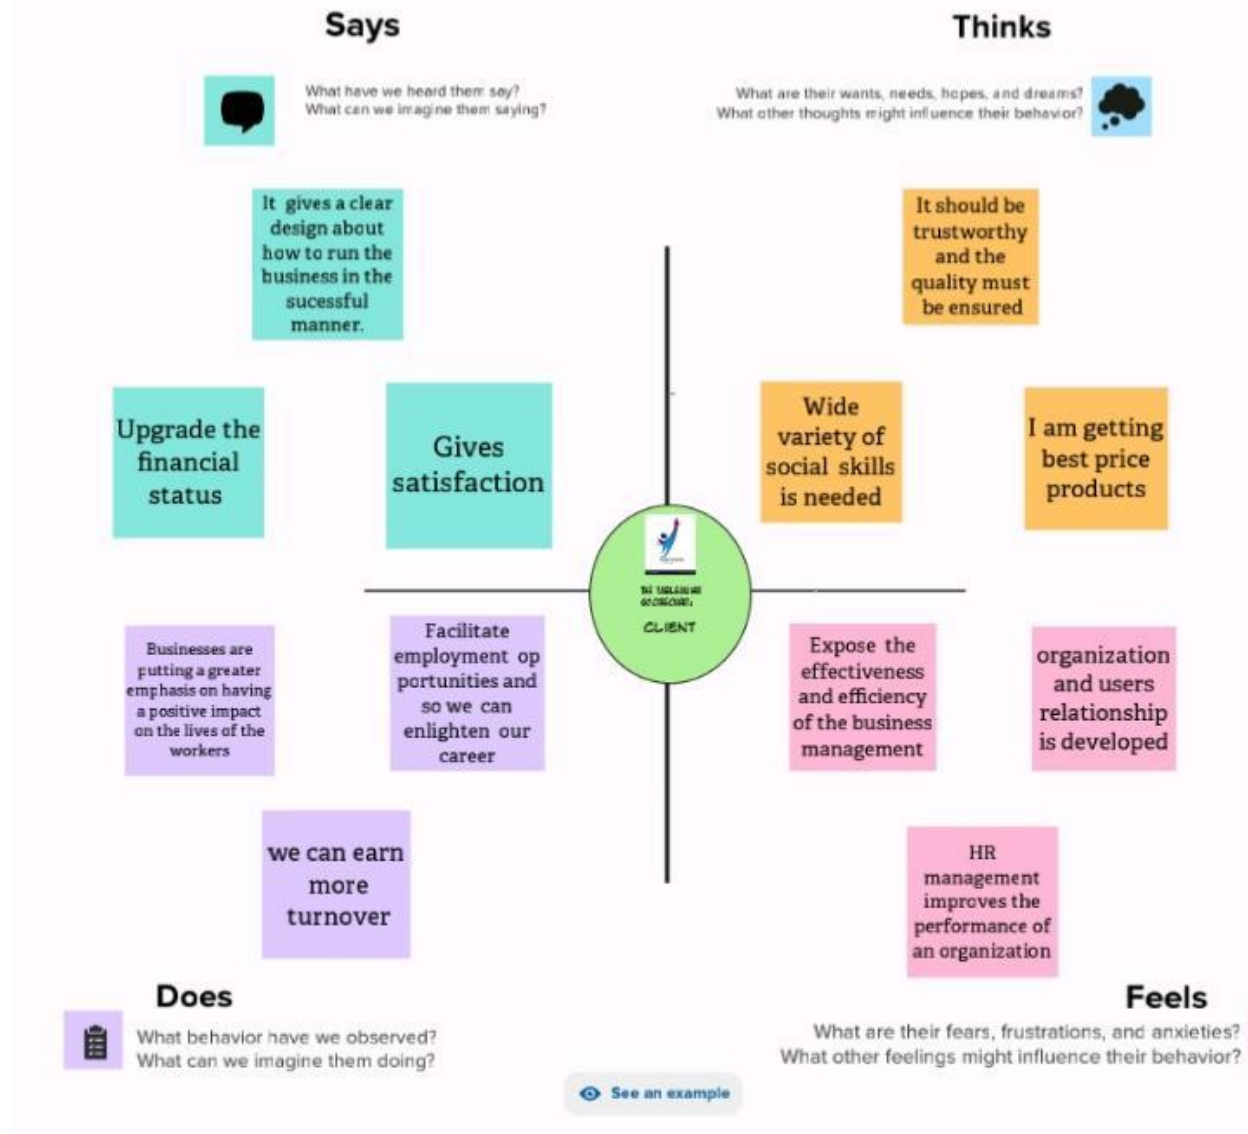 Says
What have we heard them say?
What can we imagine them saying?
Thinks
What are their wants, needs, hopes, and dreams?
What other thoughts might influence their behavior?
It gives a clear
design about
how to run the
business in the
sucessful
manner.
Upgrade the
financial
status
Gives
satisfaction
It should be
trustworthy
and the
quality must
be ensured
Wide
variety of
social skills
is needed
I am getting
best price
products
CLIENT
Businesses are
putting a greater
emphasis on having
a positive impact
on the lives of the
workers
Facilitate
employment op
portunities and
so we can
enlighten our
career
we can earn
more
turnover
Expose the
effectiveness
and efficiency
of the business
management
organization
and users
relationship
is developed
HR
management
improves the
performance of
an organization
Does
What behavior have we observed?
What can we imagine them doing?
Feels
What are their fears, frustrations, and anxieties?
What other feelings might influence their behavior?
See an example